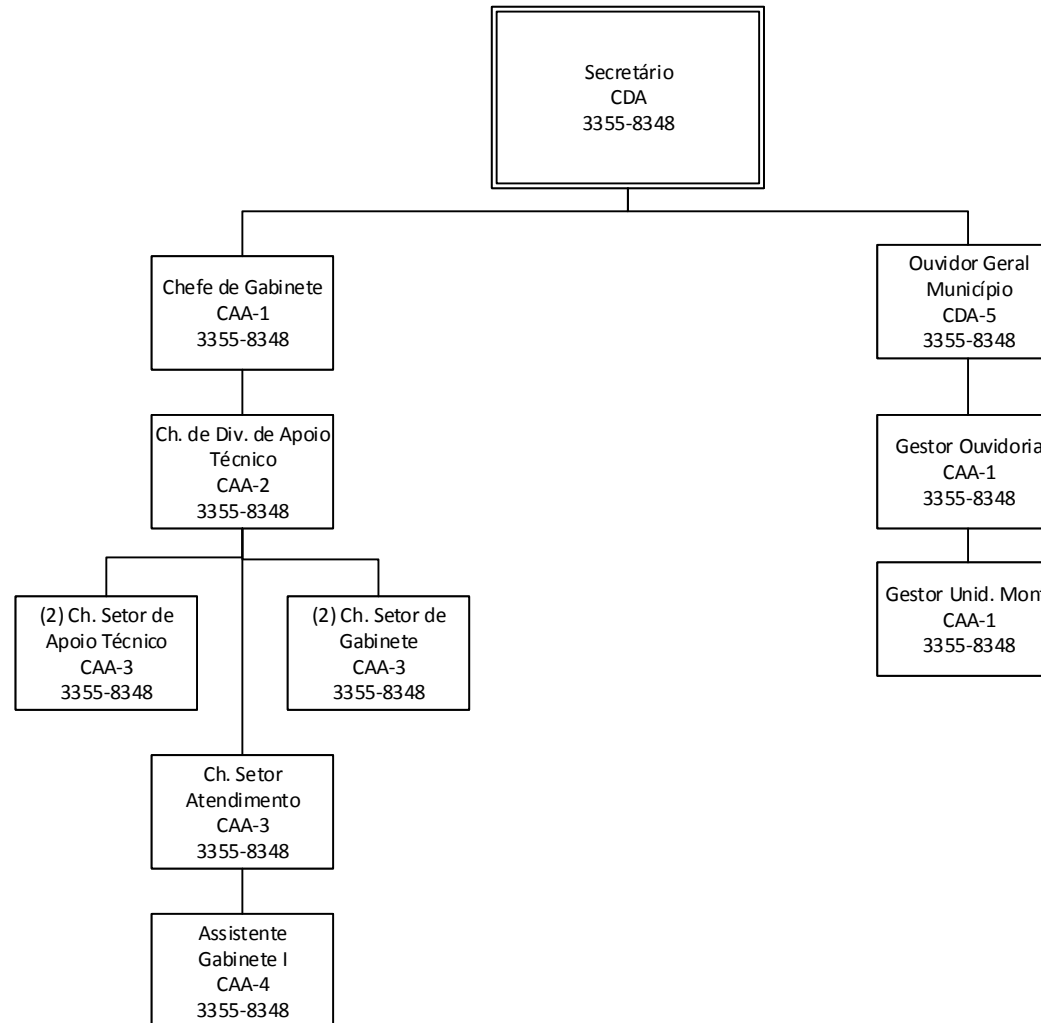 Secretário
CDA
3355-8348
Chefe de Gabinete
CAA-1
3355-8348
Ouvidor Geral
Município
CDA-5
3355-8348
Ch. de Div. de Apoio
Técnico
CAA-2
3355-8348
Gestor Ouvidoria
CAA-1
3355-8348
(2) Ch. Setor de
Apoio Técnico
CAA-3
3355-8348
(2) Ch. Setor de
Gabinete
CAA-3
3355-8348
Gestor Unid.
CAA-1
3355-8348
Ch. Setor
Atendimento
CAA-3
3355-8348
Assistente
Gabinete I
CAA-4
3355-8348